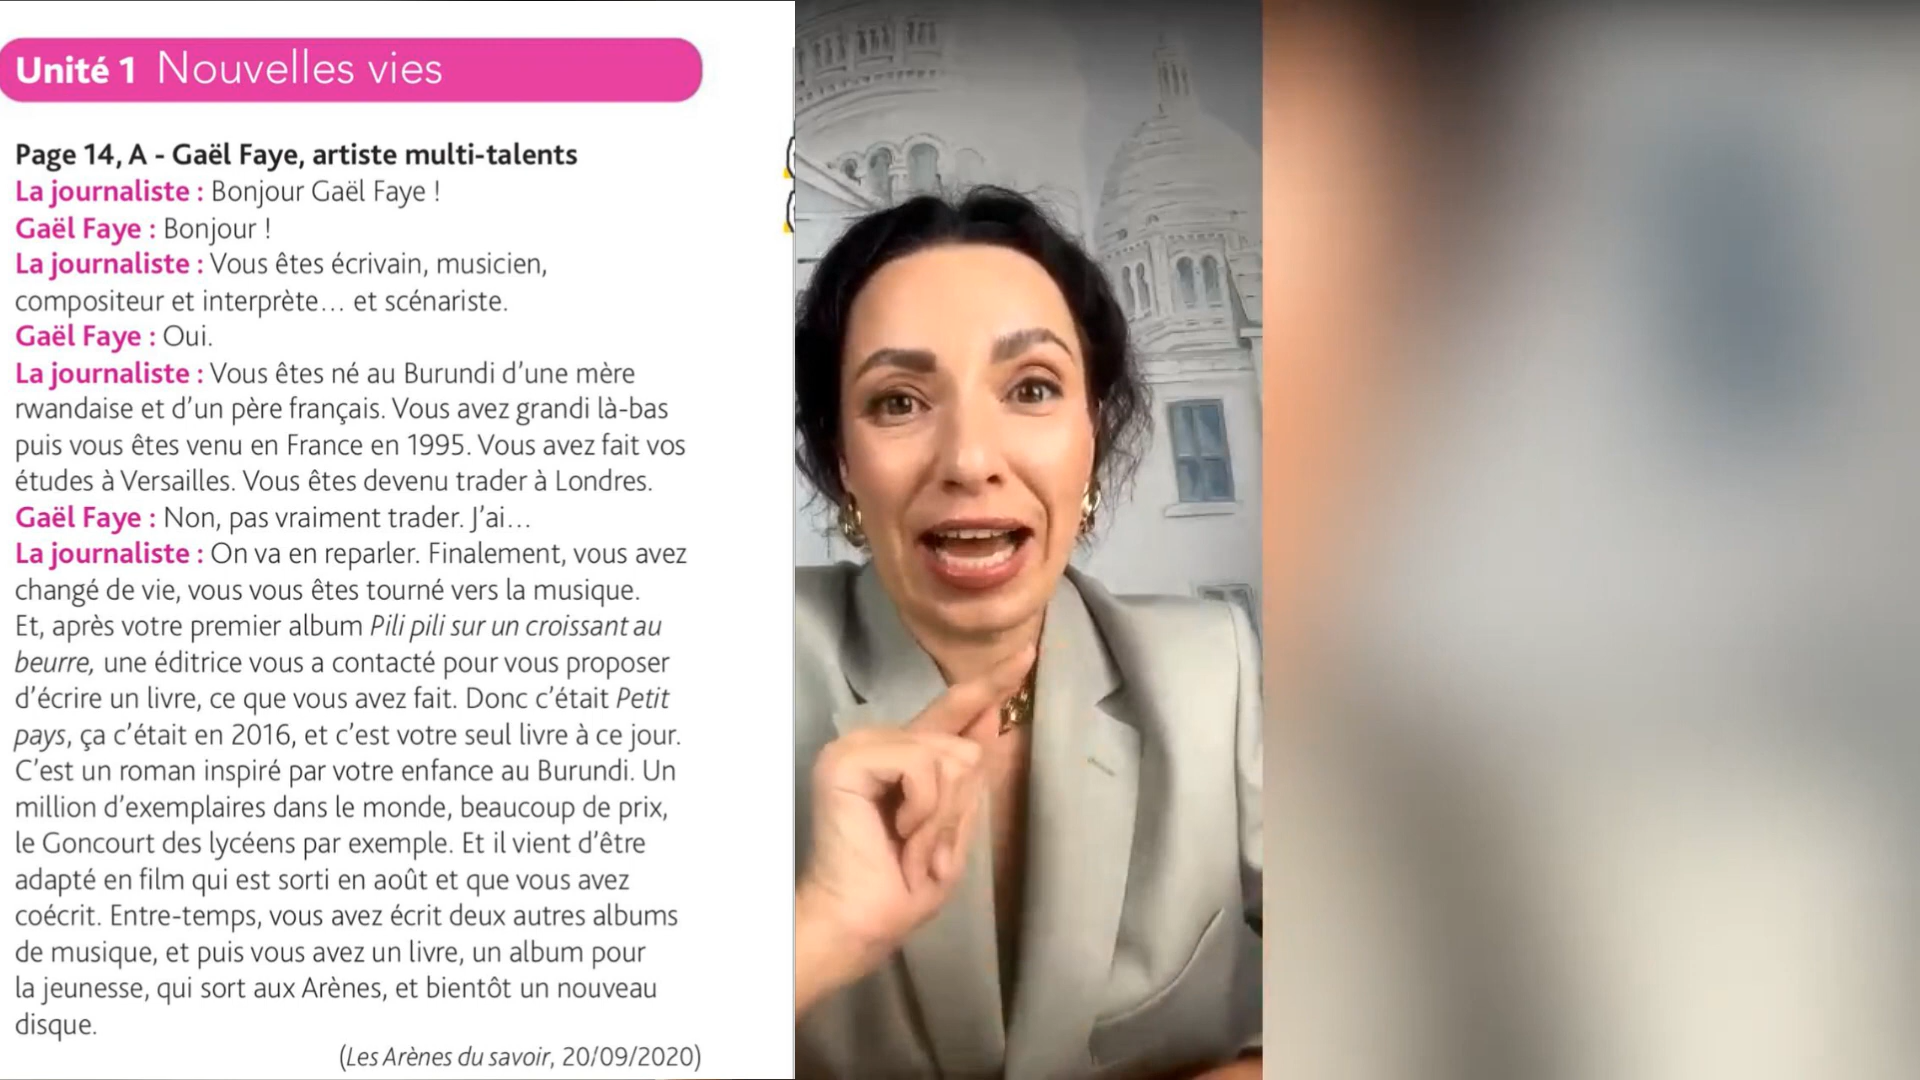 Unité 1 Nouvelles vies
Page 14, A - Gaël Faye, artiste multi-talents
La journaliste : Bonjour Gaël Faye !
Gaël Faye : Bonjour !
La journaliste : Vous êtes écrivain, musicien,
compositeur et interprète… et scénariste.
Gaël Faye : Oui.
La journaliste : Vous êtes né au Burundi d’une mère
rwandaise et d’un père français. Vous avez grandi là-bas
puis vous êtes venu en France en 1995. Vous avez fait vos
études à Versailles. Vous êtes devenu trader à Londres.
Gaël Faye : Non, pas vraiment trader. J’ai…
La journaliste : On va en reparler. Finalement, vous avez
changé de vie, vous vous êtes tourné vers la musique.
Et, après votre premier album Pili pili sur un croissant au
beurre, une éditrice vous a contacté pour vous proposer
d’écrire un livre, ce que vous avez fait. Donc c’était Petit
pays, ça c’était en 2016, et c’est votre seul livre à ce jour.
C’est un roman inspiré par votre enfance au Burundi. Un
million d’exemplaires dans le monde, beaucoup de prix,
le Goncourt des lycéens par exemple. Et il vient d’être
adapté en film qui est sorti en août et que vous avez
coécrit. Entre-temps, vous avez écrit deux autres albums
de musique, et puis vous avez un livre, un album pour
la jeunesse, qui sort aux Arènes, et bientôt un nouveau
disque.
(Les Arènes du savoir, 20/09/2020)